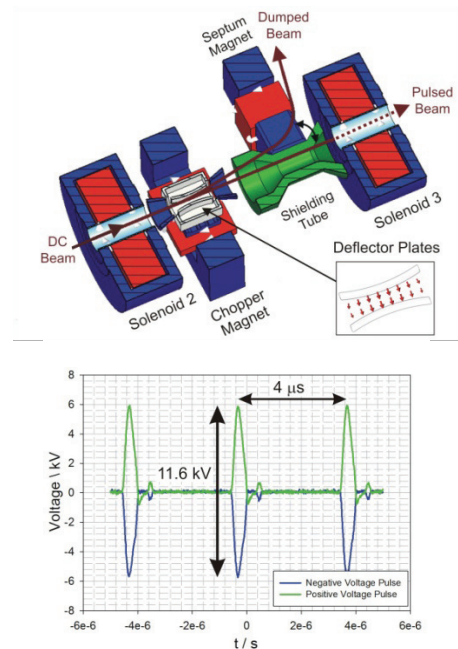 Dumped
Beam
Septum
Magnet
Pulsed
Beam
Shielding
Tube
Solenoid 3
DC
Beam
Solenoid 2
Chopper
Magnet
Deflector Plates
8
6
4
2
0
-2
-4
-6
-8
Voltage \ kV
4 µs
11.6 kV
Negative Voltage Pulse
Positive Voltage Pulse
-6e-6 -4e-6 -2e-6 0 2e-6 4e-6 6e-6
t / s